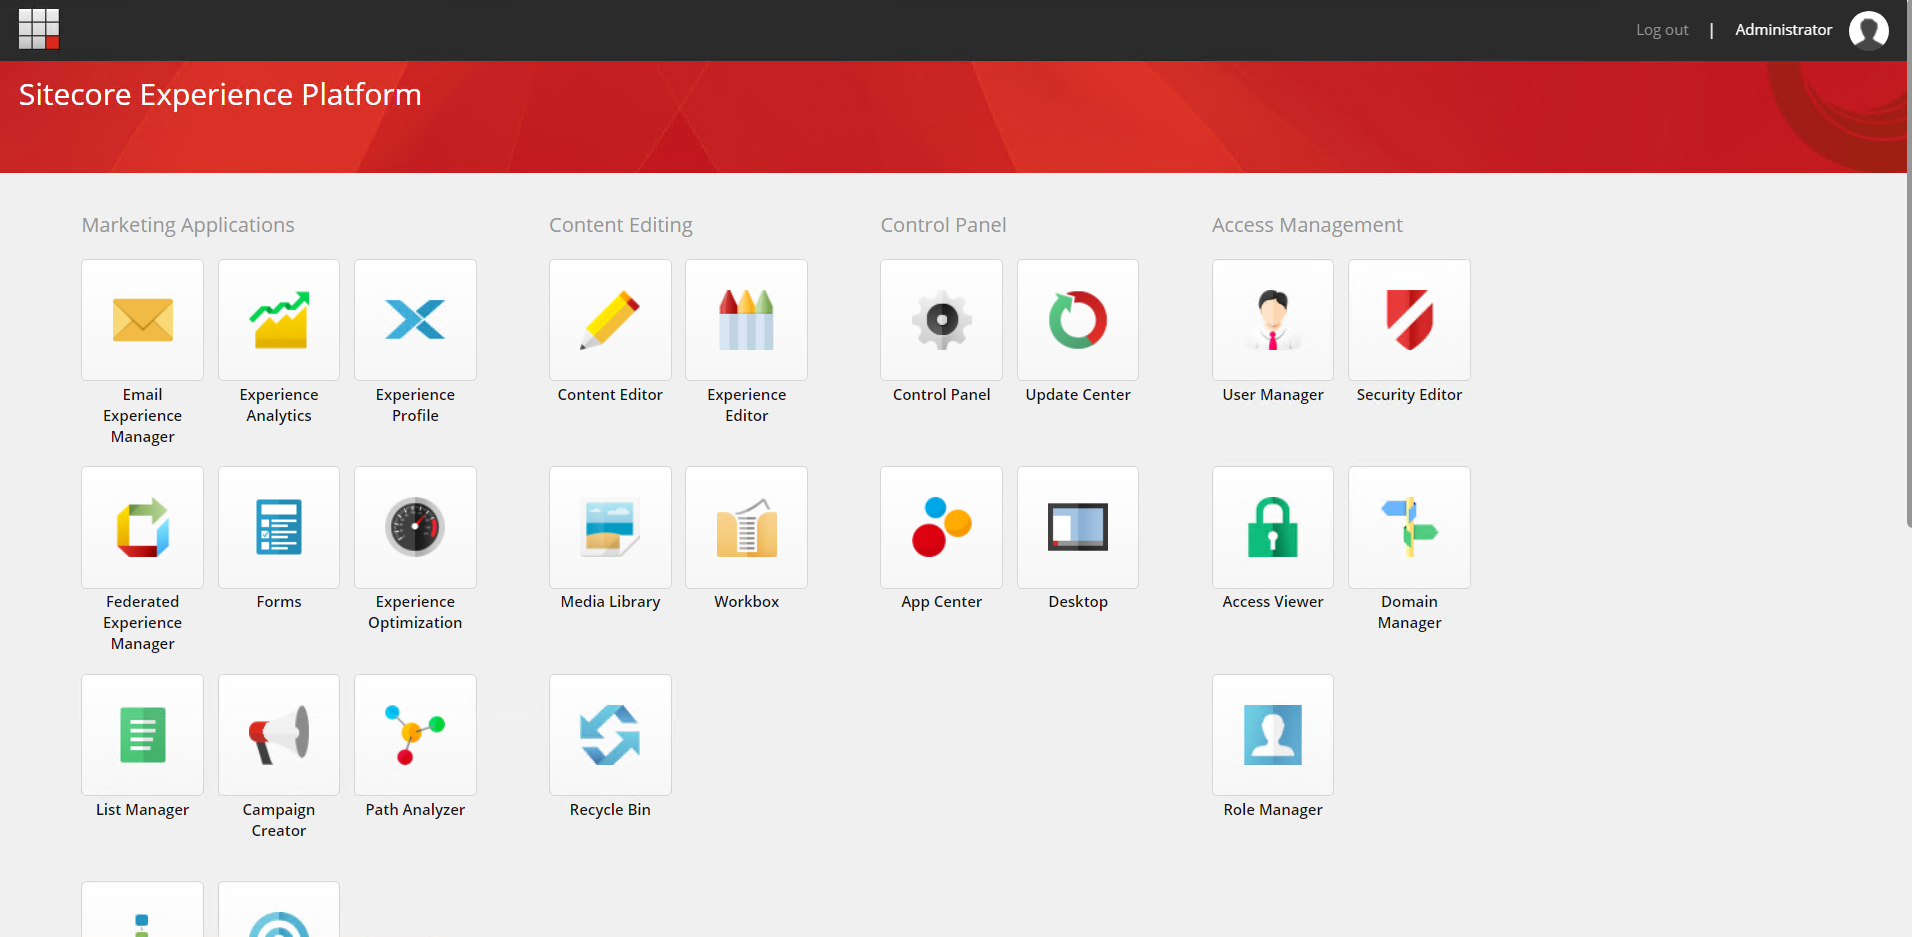 Log out | Administrator
Sitecore Experience Platform
Marketing Applications
Email
Experience
Manager
Experience
Analytics
Experience
Profile
Federated
Experience
Manager
Forms
Experience
Optimization
List Manager
Campaign
Creator
Path Analyzer
Content Editing
Content Editor
Experience
Editor
Media Library
Workbox
Recycle Bin
Control Panel
Control Panel
Update Center
App Center
Desktop
Access Management
User Manager
Security Editor
Access Viewer
Domain
Manager
Role Manager